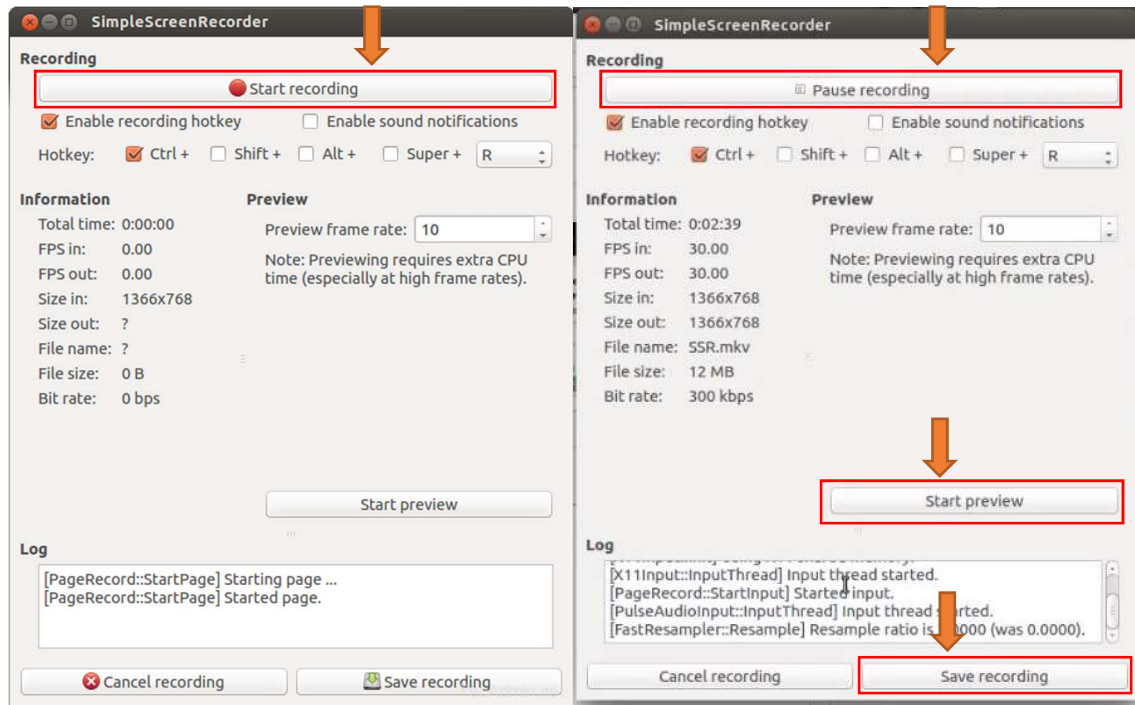 SimpleScreenRecorder
Recording
Start recording
Enable recording hotkey Enable sound notifications
Hotkey: Ctrl + Shift + Alt + Super + R
Information Preview
Total time: 0:00:00
Preview frame rate: 10
FPS in: 0.00
Note: Previewing requires extra CPU
time (especially at high frame rates).
FPS out: 0.00
Size in: 1366x768
Size out: ?
File name: ?
File size: 0 B
Bit rate: 0 bps
Start preview
Log
[PageRecord::StartPage] Starting page ...
[PageRecord::StartPage] Started page.
Cancel recording Save recording
SimpleScreenRecorder
Recording
Pause recording
Enable recording hotkey Enable sound notifications
Hotkey: Ctrl + Shift + Alt + Super + R
Information Preview
Total time: 0:02:39
Preview frame rate: 10
FPS in: 30.00
Note: Previewing requires extra CPU
time (especially at high frame rates).
FPS out: 30.00
Size in: 1366x768
Size out: 1366x768
File name: SSR.mkv
File size: 12 MB
Bit rate: 300 kbps
Start preview
Log
[X11Input::InputThread] Input thread started.
[PageRecord::StartInput] Started input.
[PulseAudioInput::InputThread] Input thread started.
[FastResampler::Resample] Resample ratio is (was 0.0000).
Cancel recording Save recording